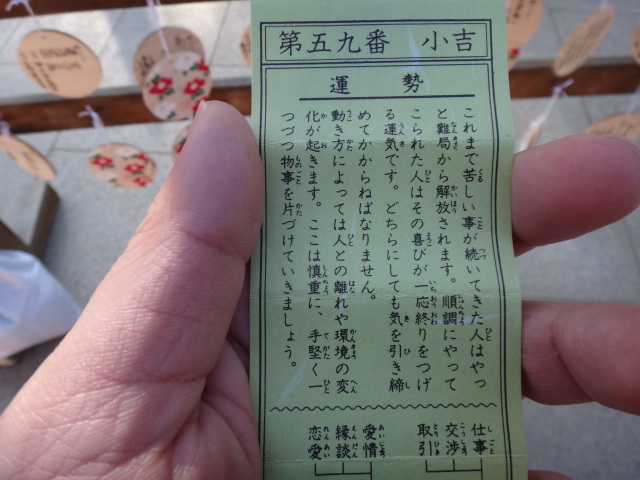 第五九番 小吉
運勢
これまで苦しい事が続いてきた人はやっ
と難局から解放されます。順調にやって
こられた人はその喜びが一応終りをつげ
る運気です。どちらにしても気を引き締
めてかからねばなりません。
動き方によっては人との離れや環境の変
化が起きます。ここは慎重に、手堅く一
つづつ物事を片づけていきましょう。
仕事
交渉
取引
愛情
縁談
恋愛